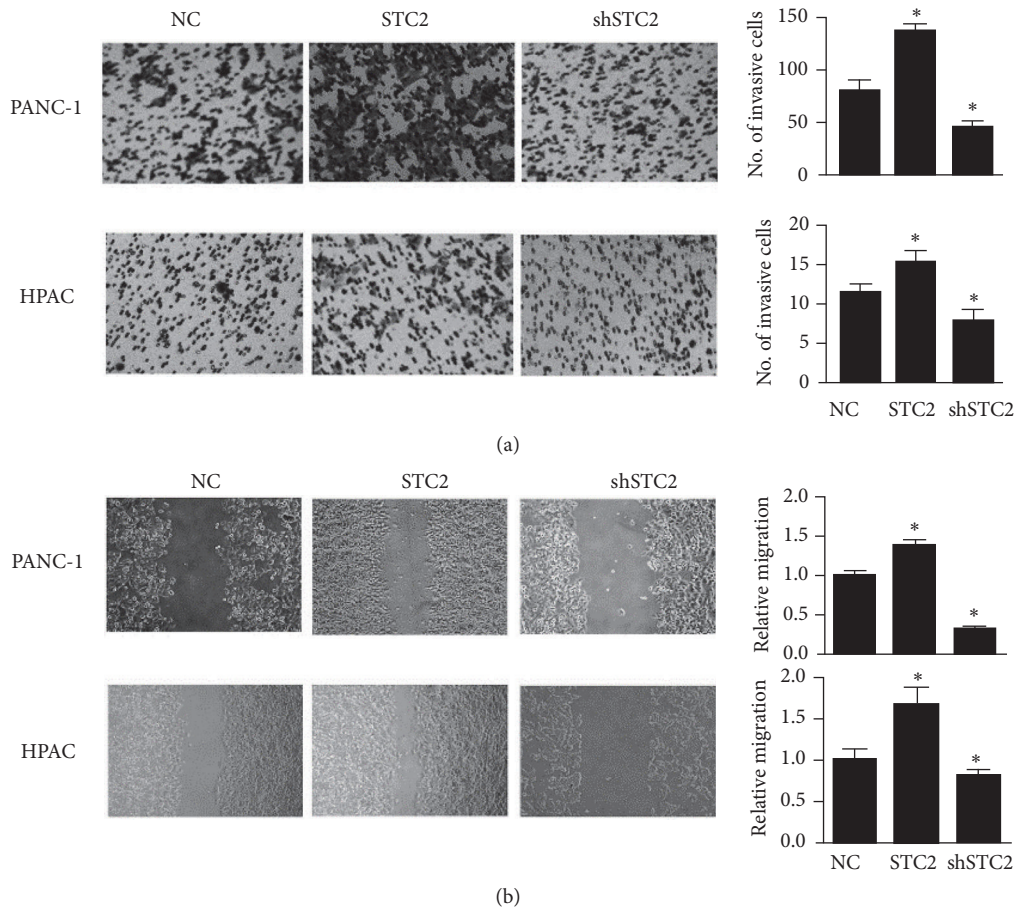 NC STC2 shSTC2
PANC-1
No. of invasive cells
150
100
50
0
* *
HPAC
No. of invasive cells
20
15
10
5
0
* *
NC STC2 shSTC2
(a)
NC STC2 shSTC2
PANC-1
Relative migration
2.0
1.5
1.0
0.5
0.0
* *
HPAC
Relative migration
2.0
1.5
1.0
0.5
0.0
* *
NC STC2 shSTC2
(b)